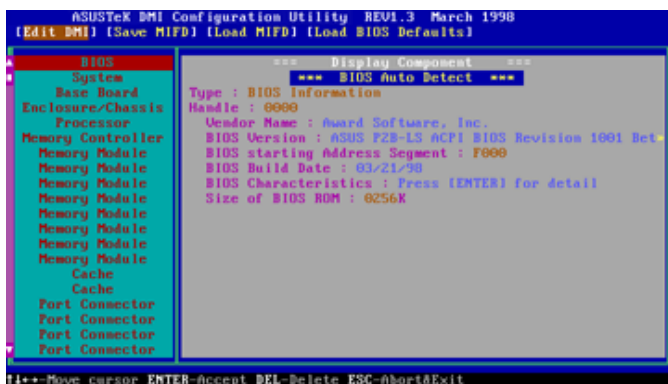 ASUSTeK DMI Configuration Utility REV1.3 March 1998
[Edit DMI] [Save MIFD] [Load MIFD] [Load BIOS Defaults]
BIOS
System
Base Board
Enclosure/Chassis
Processor
Memory Controller
Memory Module
Memory Module
Memory Module
Memory Module
Memory Module
Memory Module
Memory Module
Memory Module
Cache
Cache
Port Connector
Port Connector
Port Connector
Port Connector
=== Display Component ===
*** BIOS Auto Detect ***
Type : BIOS Information
Handle : 0000
Vendor Name : Award Software, Inc.
BIOS Version : ASUS P2B-LS ACPI BIOS Revision 1001 Bet
BIOS starting Address Segment : F000
BIOS Build Date : 03/21/98
BIOS Characteristics : Press [ENTER] for detail
Size of BIOS ROM : 0256K
↑↓←→-Move cursor ENTER-Accept DEL-Delete ESC-Abort&Exit